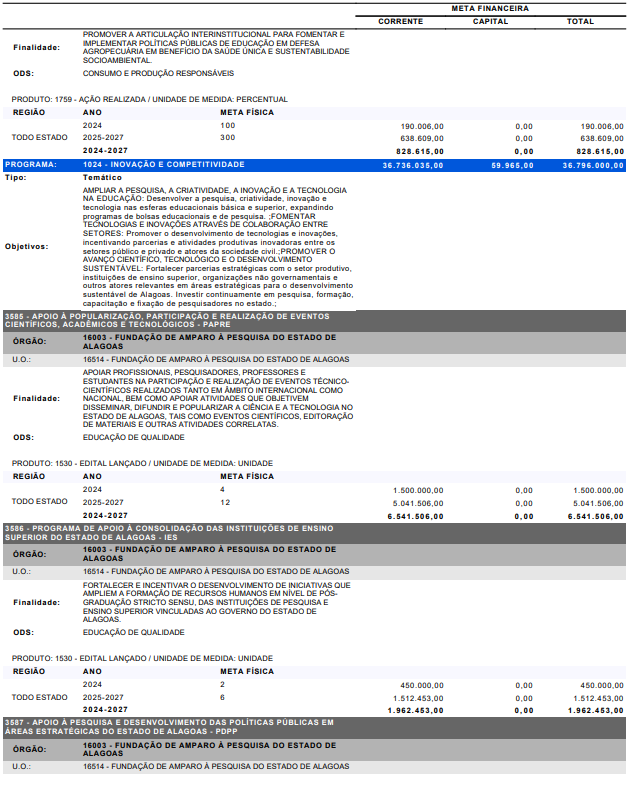 META FINANCEIRA
CORRENTE CAPITAL TOTAL
Finalidade: PROMOVER A ARTICULAÇÃO INTERINSTITUCIONAL PARA FOMENTAR E
IMPLEMENTAR POLÍTICAS PÚBLICAS DE EDUCAÇÃO EM DEFESA
AGROPECUÁRIA EM BENEFÍCIO DA SAÚDE ÚNICA E SUSTENTABILIDADE
SOCIOAMBIENTAL.
ODS: CONSUMO E PRODUÇÃO RESPONSÁVEIS
PRODUTO: 1759 - AÇÃO REALIZADA / UNIDADE DE MEDIDA: PERCENTUAL
REGIÃO ANO META FÍSICA
2024 100 190.006,00 0,00 190.006,00
TODO ESTADO 2025-2027 300 638.609,00 0,00 638.609,00
2024-2027 828.615,00 0,00 828.615,00
PROGRAMA: 1024 - INOVAÇÃO E COMPETITIVIDADE 36.736.035,00 59.965,00 36.796.000,00
Tipo: Temático
Objetivos: AMPLIAR A PESQUISA, A CRIATIVIDADE, A INOVAÇÃO E A TECNOLOGIA
NA EDUCAÇÃO: Desenvolver a pesquisa, criatividade, inovação e
tecnologia nas esferas educacionais básica e superior, expandindo
programas de bolsas educacionais e de pesquisa. ;FOMENTAR
TECNOLOGIAS E INOVAÇÕES ATRAVÉS DE COLABORAÇÃO ENTRE
SETORES: Promover o desenvolvimento de tecnologias e inovações,
incentivando parcerias e atividades produtivas inovadoras entre os
setores público e privado e atores da sociedade civil.;PROMOVER O
AVANÇO CIENTÍFICO, TECNOLÓGICO E O DESENVOLVIMENTO
SUSTENTÁVEL: Fortalecer parcerias estratégicas com o setor produtivo,
instituições de ensino superior, organizações não governamentais e
outros atores relevantes em áreas estratégicas para o desenvolvimento
sustentável de Alagoas. Investir continuamente em pesquisa, formação,
capacitação e fixação de pesquisadores no estado.;
3585 - APOIO À POPULARIZAÇÃO, PARTICIPAÇÃO E REALIZAÇÃO DE EVENTOS
CIENTÍFICOS, ACADÊMICOS E TECNOLÓGICOS - PAPRE
ÓRGÃO: 16003 - FUNDAÇÃO DE AMPARO À PESQUISA DO ESTADO DE
ALAGOAS
U.O.: 16514 - FUNDAÇÃO DE AMPARO À PESQUISA DO ESTADO DE ALAGOAS
Finalidade: APOIAR PROFISSIONAIS, PESQUISADORES, PROFESSORES E
ESTUDANTES NA PARTICIPAÇÃO E REALIZAÇÃO DE EVENTOS TÉCNICO-
CIENTÍFICOS REALIZADOS TANTO EM ÂMBITO INTERNACIONAL COMO
NACIONAL, BEM COMO APOIAR ATIVIDADES QUE OBJETIVEM
DISSEMINAR, DIFUNDIR E POPULARIZAR A CIÊNCIA E A TECNOLOGIA NO
ESTADO DE ALAGOAS, TAIS COMO EVENTOS CIENTÍFICOS, EDITORAÇÃO
DE MATERIAIS E OUTRAS ATIVIDADES CORRELATAS.
ODS: EDUCAÇÃO DE QUALIDADE
PRODUTO: 1530 - EDITAL LANÇADO / UNIDADE DE MEDIDA: UNIDADE
REGIÃO ANO META FÍSICA
2024 4 1.500.000,00 0,00 1.500.000,00
TODO ESTADO 2025-2027 12 5.041.506,00 0,00 5.041.506,00
2024-2027 6.541.506,00 0,00 6.541.506,00
3586 - PROGRAMA DE APOIO À CONSOLIDAÇÃO DAS INSTITUIÇÕES DE ENSINO
SUPERIOR DO ESTADO DE ALAGOAS - IES
ÓRGÃO: 16003 - FUNDAÇÃO DE AMPARO À PESQUISA DO ESTADO DE
ALAGOAS
U.O.: 16514 - FUNDAÇÃO DE AMPARO À PESQUISA DO ESTADO DE ALAGOAS
Finalidade: FORTALECER E INCENTIVAR O DESENVOLVIMENTO DE INICIATIVAS QUE
AMPLIEM A FORMAÇÃO DE RECURSOS HUMANOS EM NÍVEL DE PÓS-
GRADUAÇÃO STRICTO SENSU, DAS INSTITUIÇÕES DE PESQUISA E
ENSINO SUPERIOR VINCULADAS AO GOVERNO DO ESTADO DE
ALAGOAS.
ODS: EDUCAÇÃO DE QUALIDADE
PRODUTO: 1530 - EDITAL LANÇADO / UNIDADE DE MEDIDA: UNIDADE
REGIÃO ANO META FÍSICA
2024 2 450.000,00 0,00 450.000,00
TODO ESTADO 2025-2027 6 1.512.453,00 0,00 1.512.453,00
2024-2027 1.962.453,00 0,00 1.962.453,00
3587 - APOIO À PESQUISA E DESENVOLVIMENTO DAS POLÍTICAS PÚBLICAS EM
ÁREAS ESTRATÉGICAS DO ESTADO DE ALAGOAS - PDPP
ÓRGÃO: 16003 - FUNDAÇÃO DE AMPARO À PESQUISA DO ESTADO DE
ALAGOAS
U.O.: 16514 - FUNDAÇÃO DE AMPARO À PESQUISA DO ESTADO DE ALAGOAS